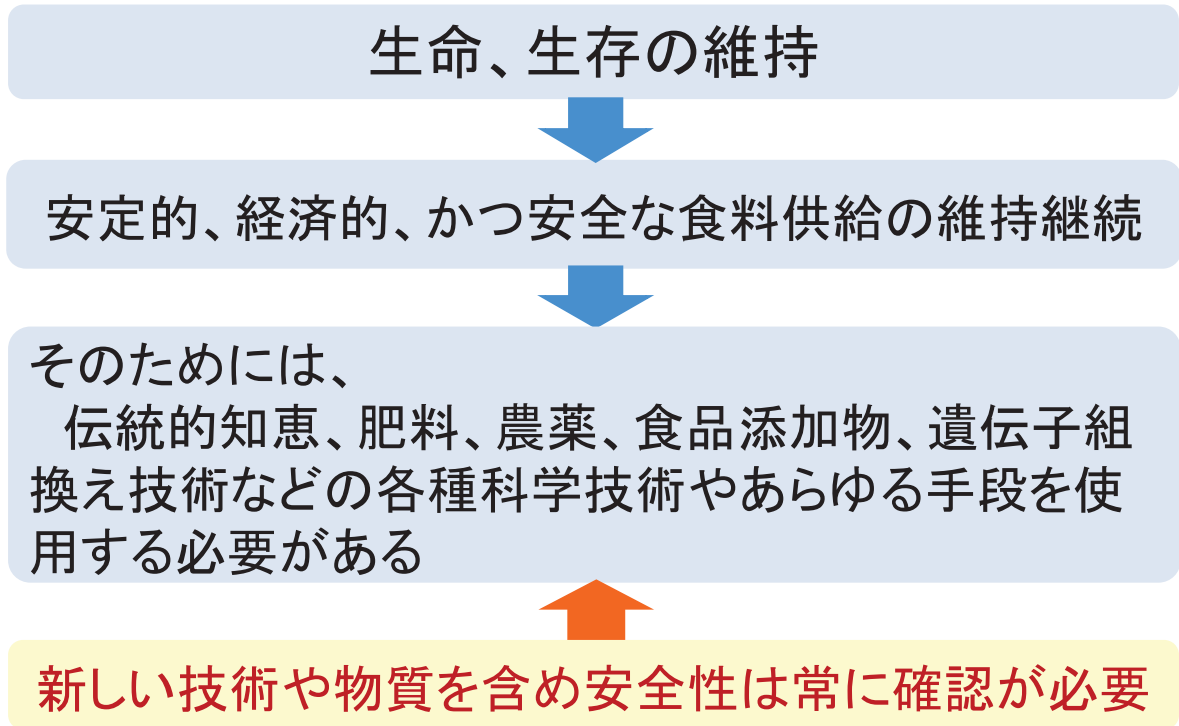 生命、生存の維持
安定的、経済的、かつ安全な食料供給の維持継続
そのためには、
伝統的知恵、肥料、農薬、食品添加物、遺伝子組
換え技術などの各種科学技術やあらゆる手段を使
用する必要がある
新しい技術や物質を含め安全性は常に確認が必要